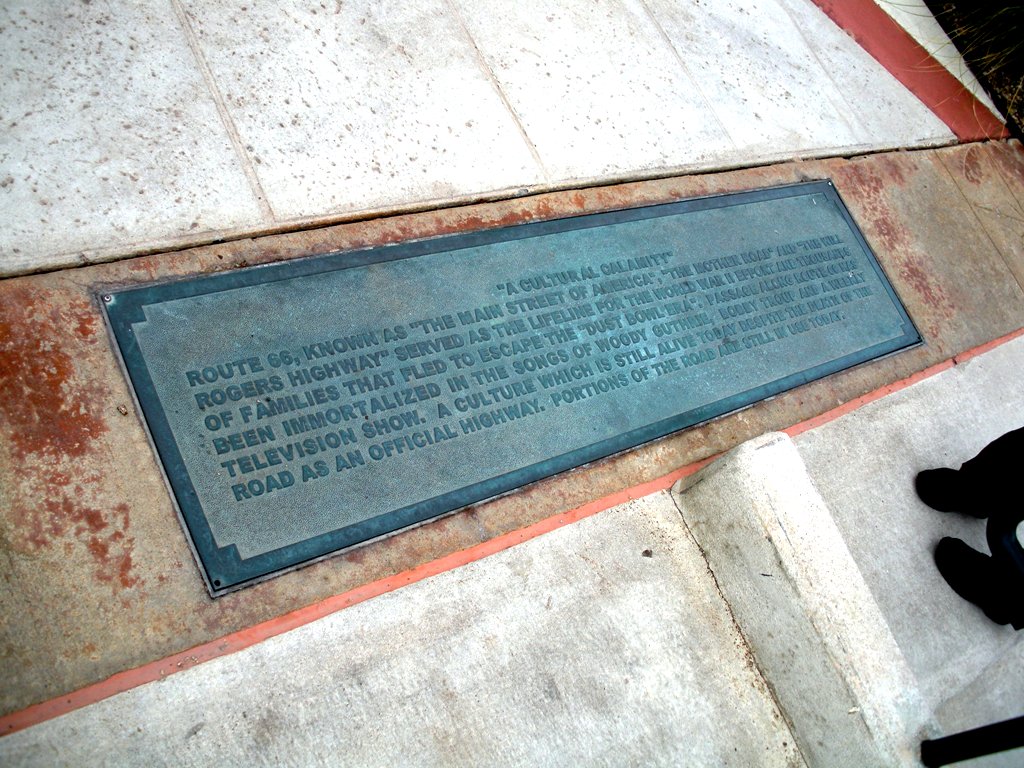 "A CULTURAL CALAMITY"
ROUTE 66, KNOWN AS "THE MAIN STREET OF AMERICA", "THE MOTHER ROAD" AND "THE WILL
ROGERS HIGHWAY" SERVED AS THE LIFELINE FOR THE WORLD WAR II EFFORT AND THOUSANDS
OF FAMILIES THAT FLED TO ESCAPE THE "DUST BOWL ERA". PASSAGE ALONG ROUTE 66 HAS
BEEN IMMORTALIZED IN THE SONGS OF WOODY GUTHRIE, BOBBY TROUP AND A WEEKLY
TELEVISION SHOW. A CULTURE WHICH IS STILL ALIVE TODAY DESPITE THE DEATH OF THE
ROAD AS AN OFFICIAL HIGHWAY. PORTIONS OF THE ROAD ARE STILL IN USE TODAY.